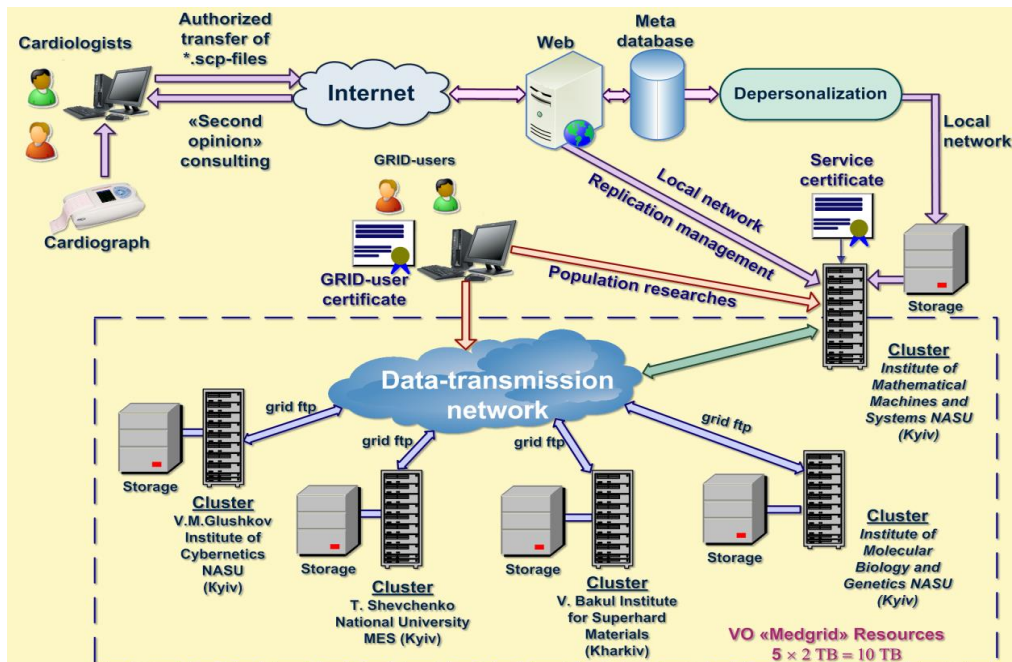 Authorized
transfer of
*.scp-files
Cardiologists
Internet
«Second
opinion»
consulting
Cardiograph
Web
Meta
database
Depersonalization
Local
network
GRID-users
GRID-user
certificate
Local network
Replication management
Population researches
Service
certificate
Storage
Cluster
Institute of
Mathematical
Machines and
Systems NASU
(Kyiv)
Data-transmission
network
grid ftp
grid ftp
grid ftp
grid ftp
Storage
Cluster
V.M.Glushkov
Institute of
Cybernetics
NASU
(Kyiv)
Storage
Cluster
T. Shevchenko
National University
MES (Kyiv)
Storage
Cluster
V. Bakul Institute
for Superhard
Materials
(Kharkiv)
Storage
Cluster
Institute of
Molecular
Biology and
Genetics NASU
(Kyiv)
VO «Medgrid» Resources
5 × 2 TB = 10 TB